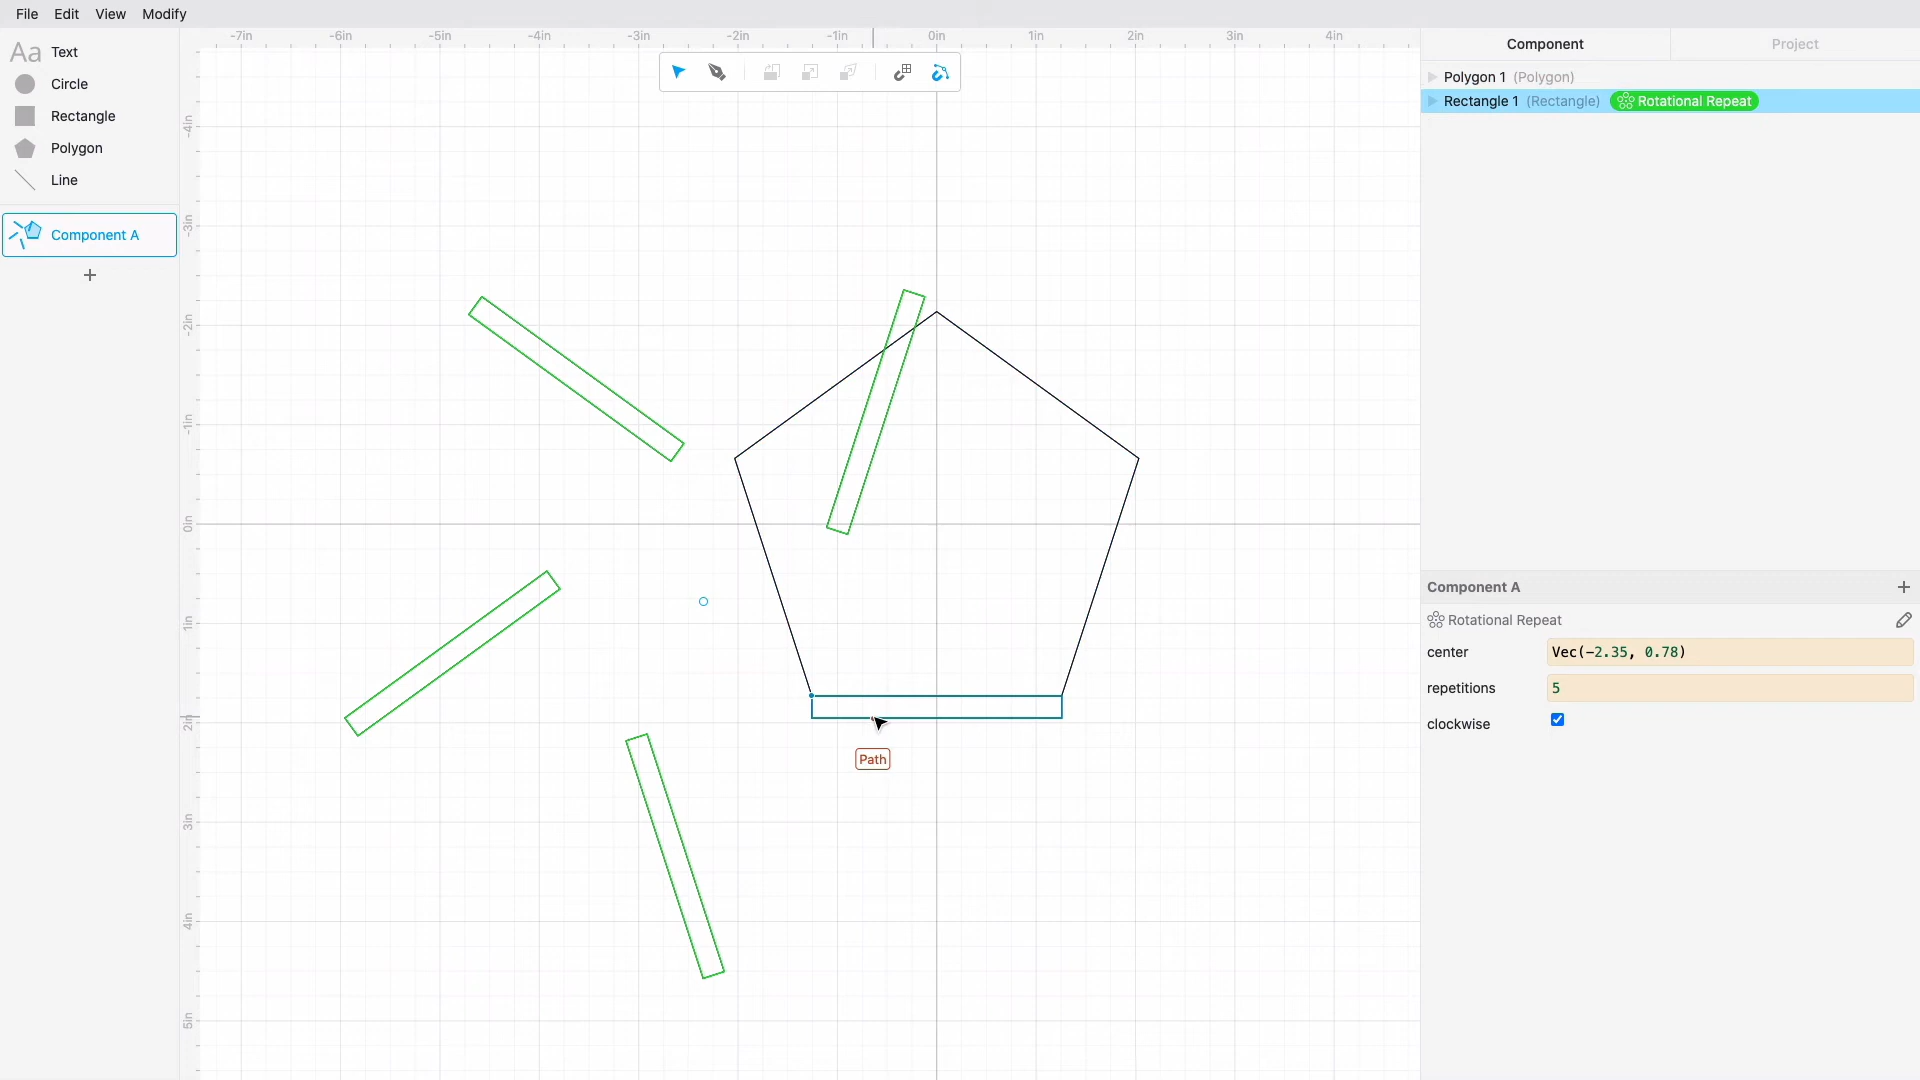 File Edit View Modify
-7in -6in -5in -4in -3in -2in -1in 0in 1in 2in 3in 4in
Aa Text
Circle
Rectangle
Polygon
Line
Component A
+
-4in
-3in
-2in
-1in
0in
1in
2in
3in
4in
5in
Path
Component Project
Polygon 1 (Polygon)
Rectangle 1 (Rectangle) Rotational Repeat
Component A +
Rotational Repeat
center Vec(-2.35, 0.78)
repetitions 5
clockwise